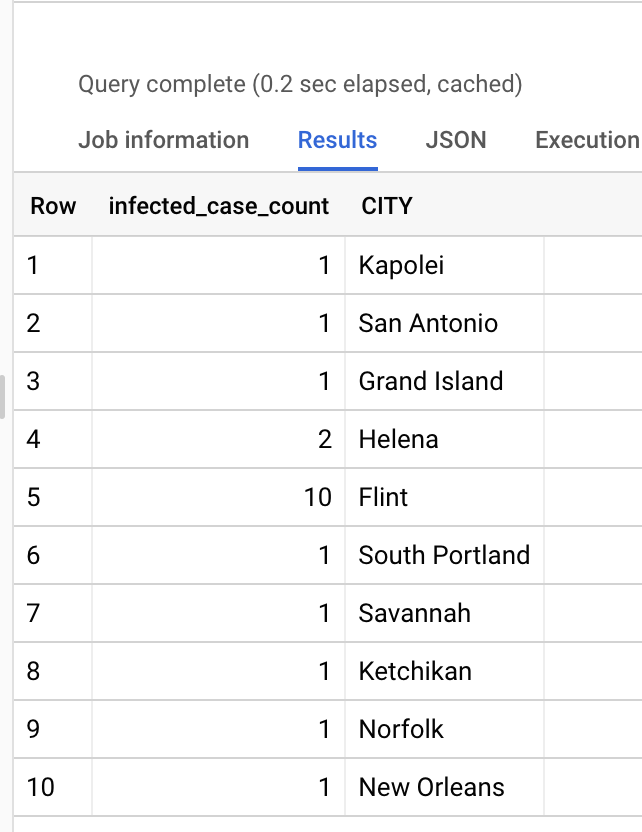 Query complete (0.2 sec elapsed, cached)
Job information Results JSON Execution
Row infected_case_count CITY
1 1 Kapolei
2 1 San Antonio
3 1 Grand Island
4 2 Helena
5 10 Flint
6 1 South Portland
7 1 Savannah
8 1 Ketchikan
9 1 Norfolk
10 1 New Orleans